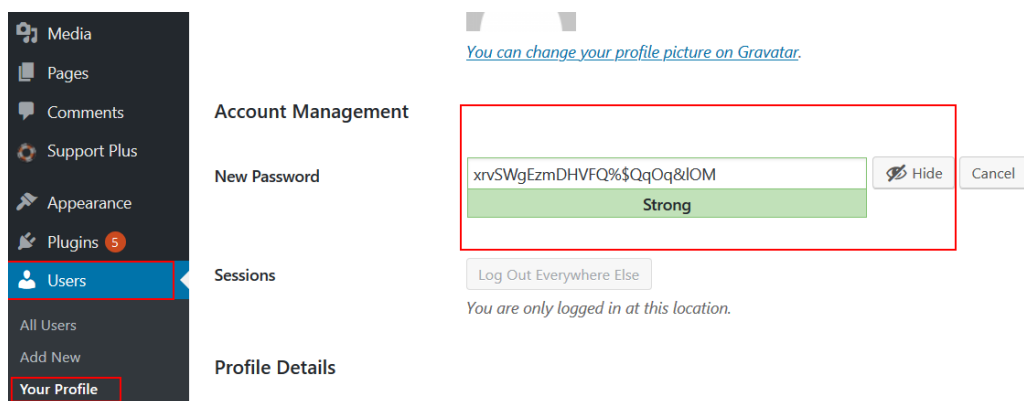 Media
Pages
Comments
Support Plus
Appearance
Plugins 5
Users
All Users
Add New
Your Profile
You can change your profile picture on Gravatar.
Account Management
New Password
xrvSWgEzmDHVFQ%$QqOq&lOM
Hide
Cancel
Strong
Sessions
Log Out Everywhere Else
You are only logged in at this location.
Profile Details